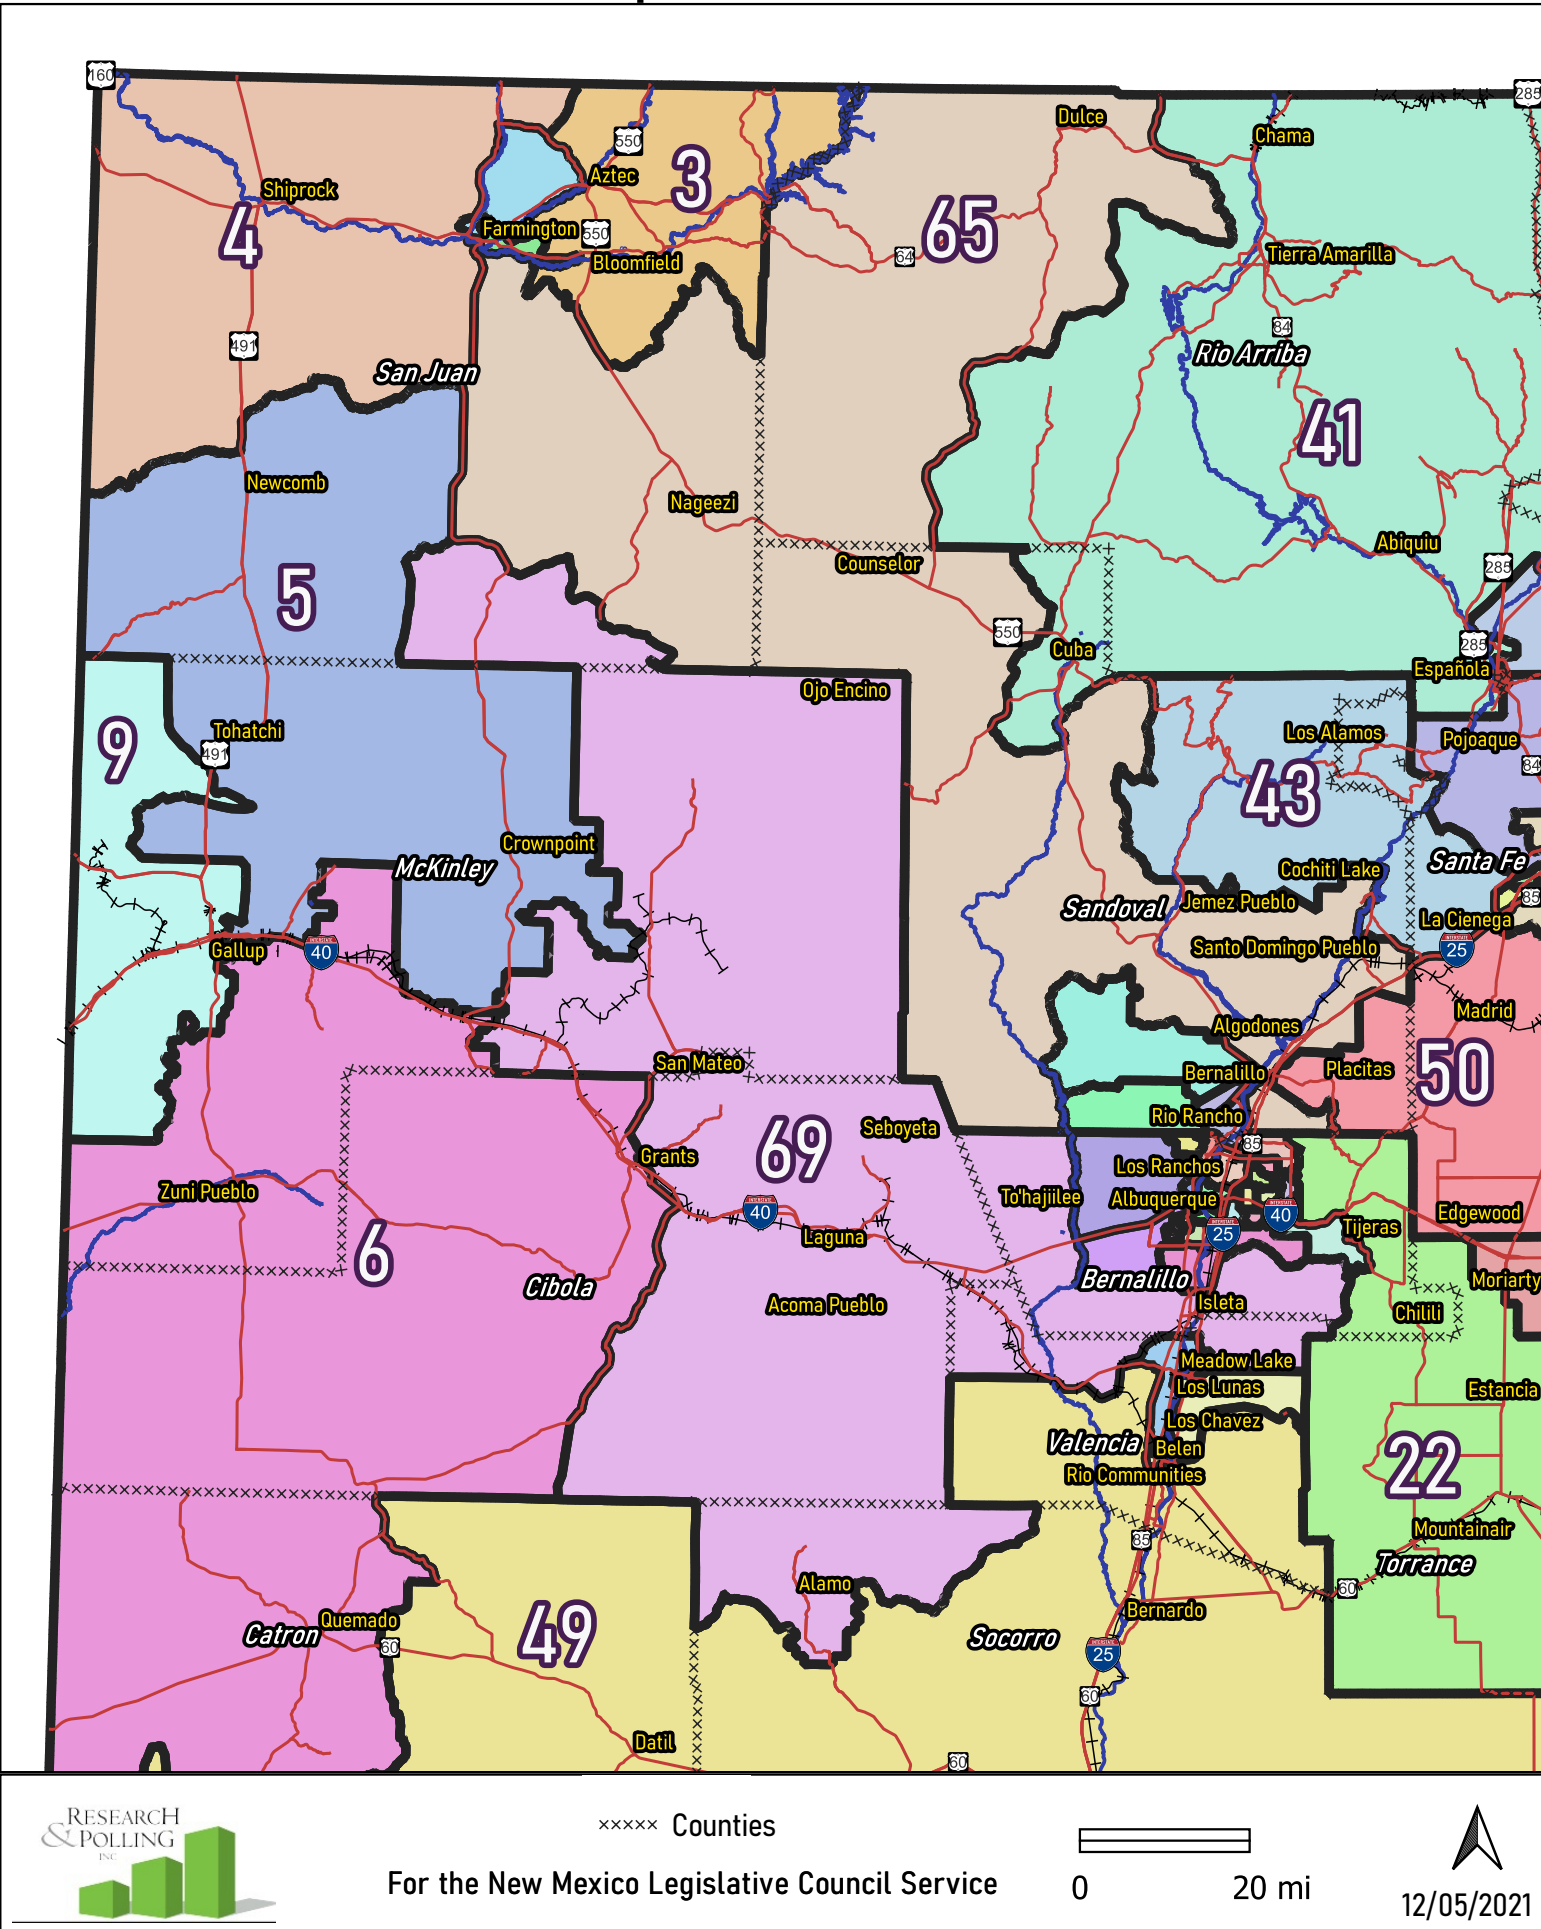 160
285
Dulce
Chama
550
Aztec
3
Shiprock
4
Farmington
550
Bloomfield
65
64
Tierra Amarilla
84
Rio Arriba
491
San Juan
41
Newcomb
Nageezi
Counselor
Abiquiu
285
5
550
Cuba
285
Española
Ojo Encino
9
Tohatchi
491
Los Alamos
Pojoaque
84
43
Crownpoint
McKinley
Cochiti Lake
Santa Fe
85
Sandoval
Jemez Pueblo
La Cienega
Gallup
INTERSTATE
40
Santo Domingo Pueblo
INTERSTATE
25
Madrid
Algodones
San Mateo
Bernalillo
Placitas
50
Rio Rancho
Seboyeta
69
85
Grants
Los Ranchos
Zuni Pueblo
To'hajiilee
Albuquerque
INTERSTATE
40
INTERSTATE
40
Edgewood
INTERSTATE
25
Tijeras
Laguna
6
Cibola
Bernalillo
Moriarty
Acoma Pueblo
Isleta
Chilili
Meadow Lake
Los Lunas
Estancia
Los Chavez
Valencia
Belen
22
Rio Communities
Mountainair
85
Torrance
Alamo
60
Quemado
Bernardo
Catron
60
49
Socorro
INTERSTATE
25
60
Datil
60
RESEARCH
& POLLING
INC
××××× Counties
For the New Mexico Legislative Council Service
0 20 mi
12/05/2021